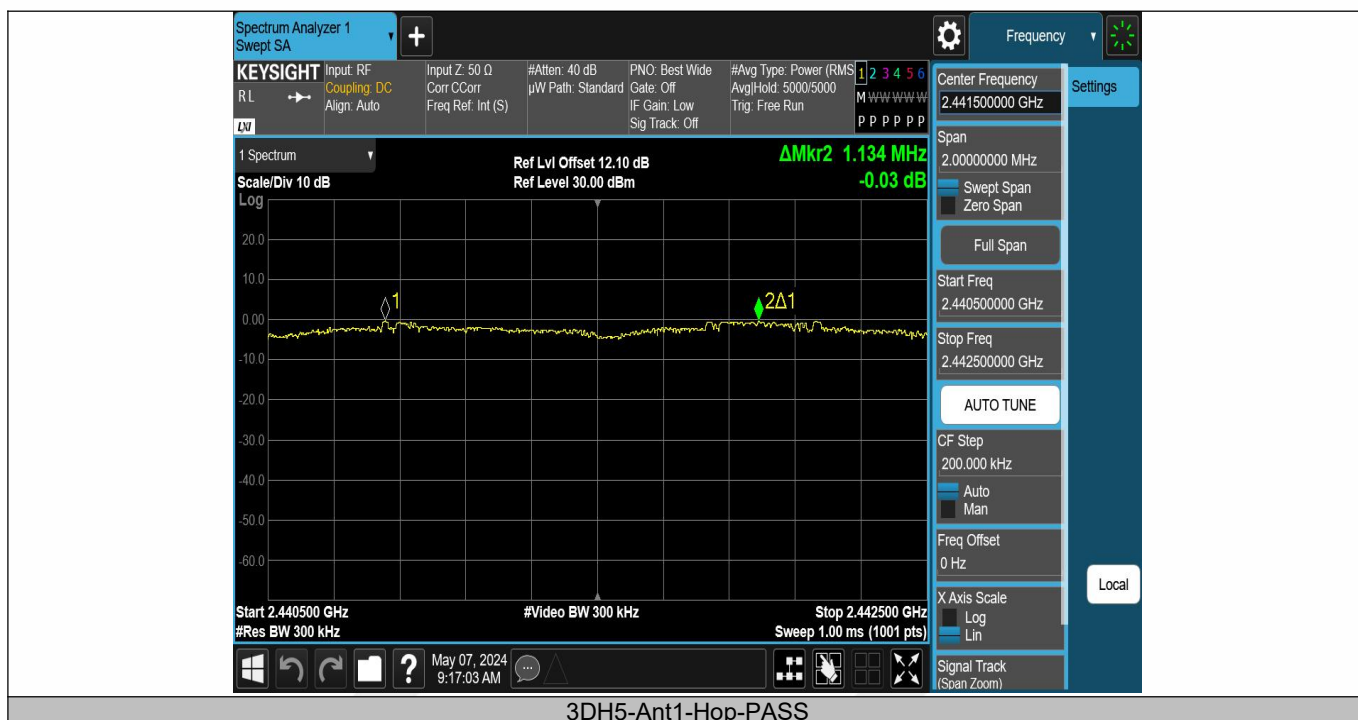 Spectrum Analyzer 1
Swept SA
Frequency
KEYSIGHT
RL
LXI
Input: RF
Coupling: DC
Align: Auto
Input Z: 50 Ω
Corr CCorr
Freq Ref: Int (S)
#Atten: 40 dB
µW Path: Standard
PNO: Best Wide
Gate: Off
IF Gain: Low
Sig Track: Off
#Avg Type: Power (RMS
Avg|Hold: 5000/5000
Trig: Free Run
1 2 3 4 5 6
M W W W W W
P P P P P P
1 Spectrum
Scale/Div 10 dB
Log
Ref Lvl Offset 12.10 dB
Ref Level 30.00 dBm
ΔMkr2 1.134 MHz
-0.03 dB
20.0
10.0
0.00
-10.0
-20.0
-30.0
-40.0
-50.0
-60.0
1
2Δ1
Start 2.440500 GHz
#Res BW 300 kHz
#Video BW 300 kHz
Stop 2.442500 GHz
Sweep 1.00 ms (1001 pts)
May 07, 2024
9:17:03 AM
Center Frequency
2.441500000 GHz
Settings
Span
2.00000000 MHz
Swept Span
Zero Span
Full Span
Start Freq
2.440500000 GHz
Stop Freq
2.442500000 GHz
AUTO TUNE
CF Step
200.000 kHz
Auto
Man
Freq Offset
0 Hz
X Axis Scale
Log
Lin
Local
Signal Track
(Span Zoom)
3DH5-Ant1-Hop-PASS